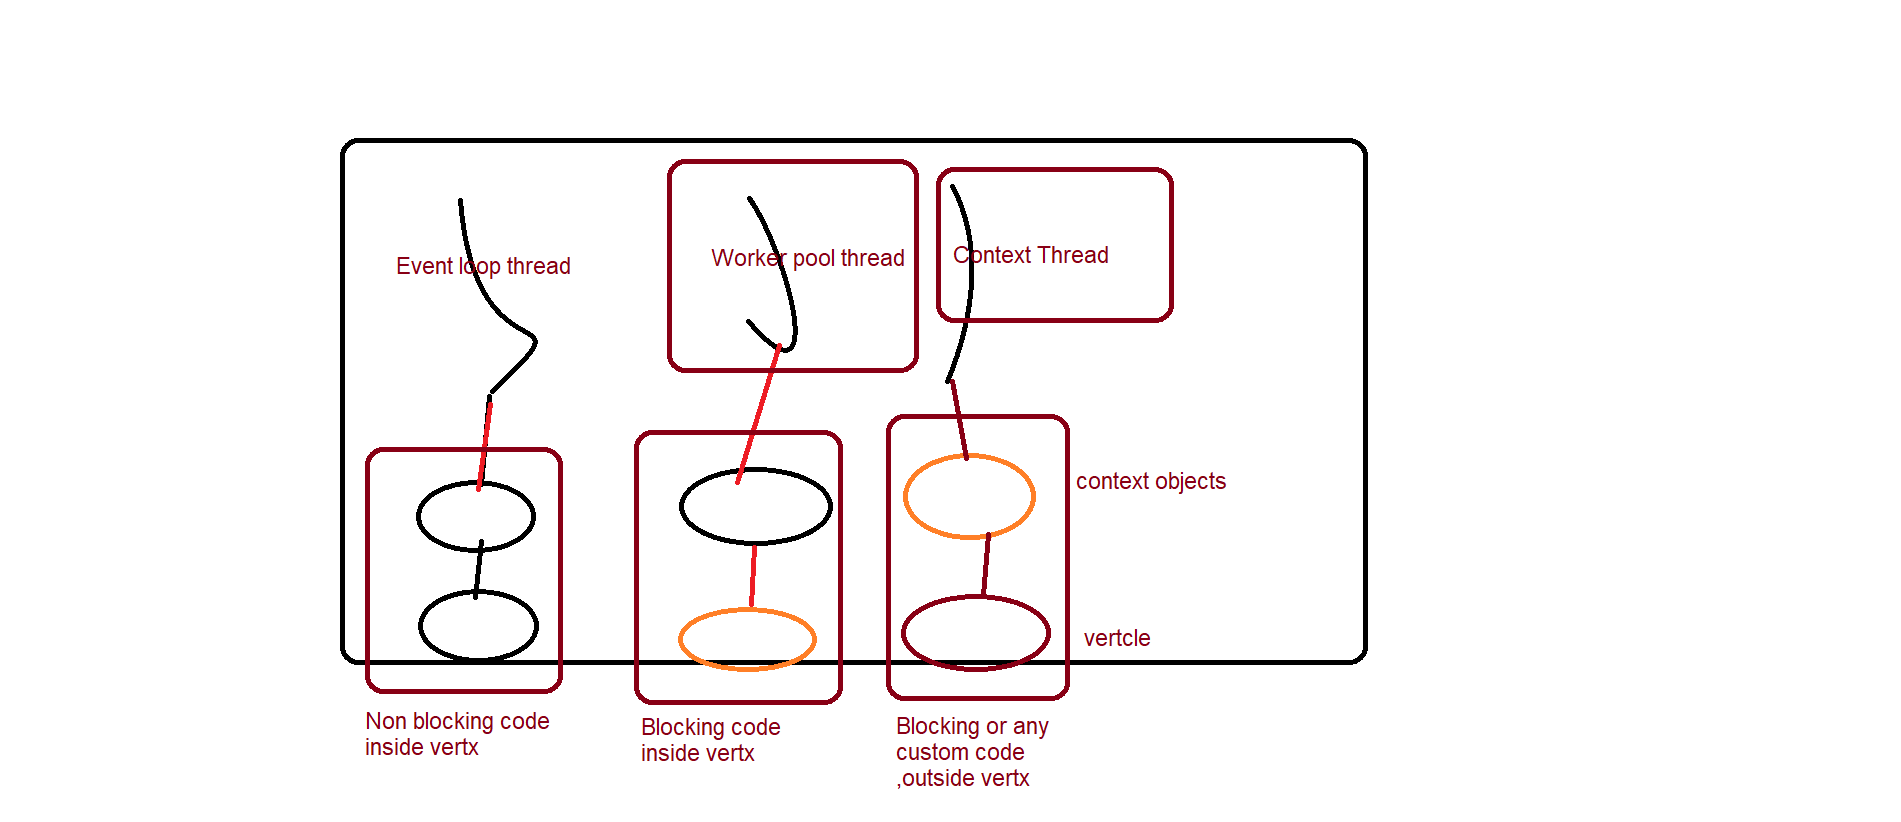 Event loop thread
Worker pool thread
Context Thread
context objects
vertcle
Non blocking code
inside vertx
Blocking code
inside vertx
Blocking or any
custom code
,outside vertx